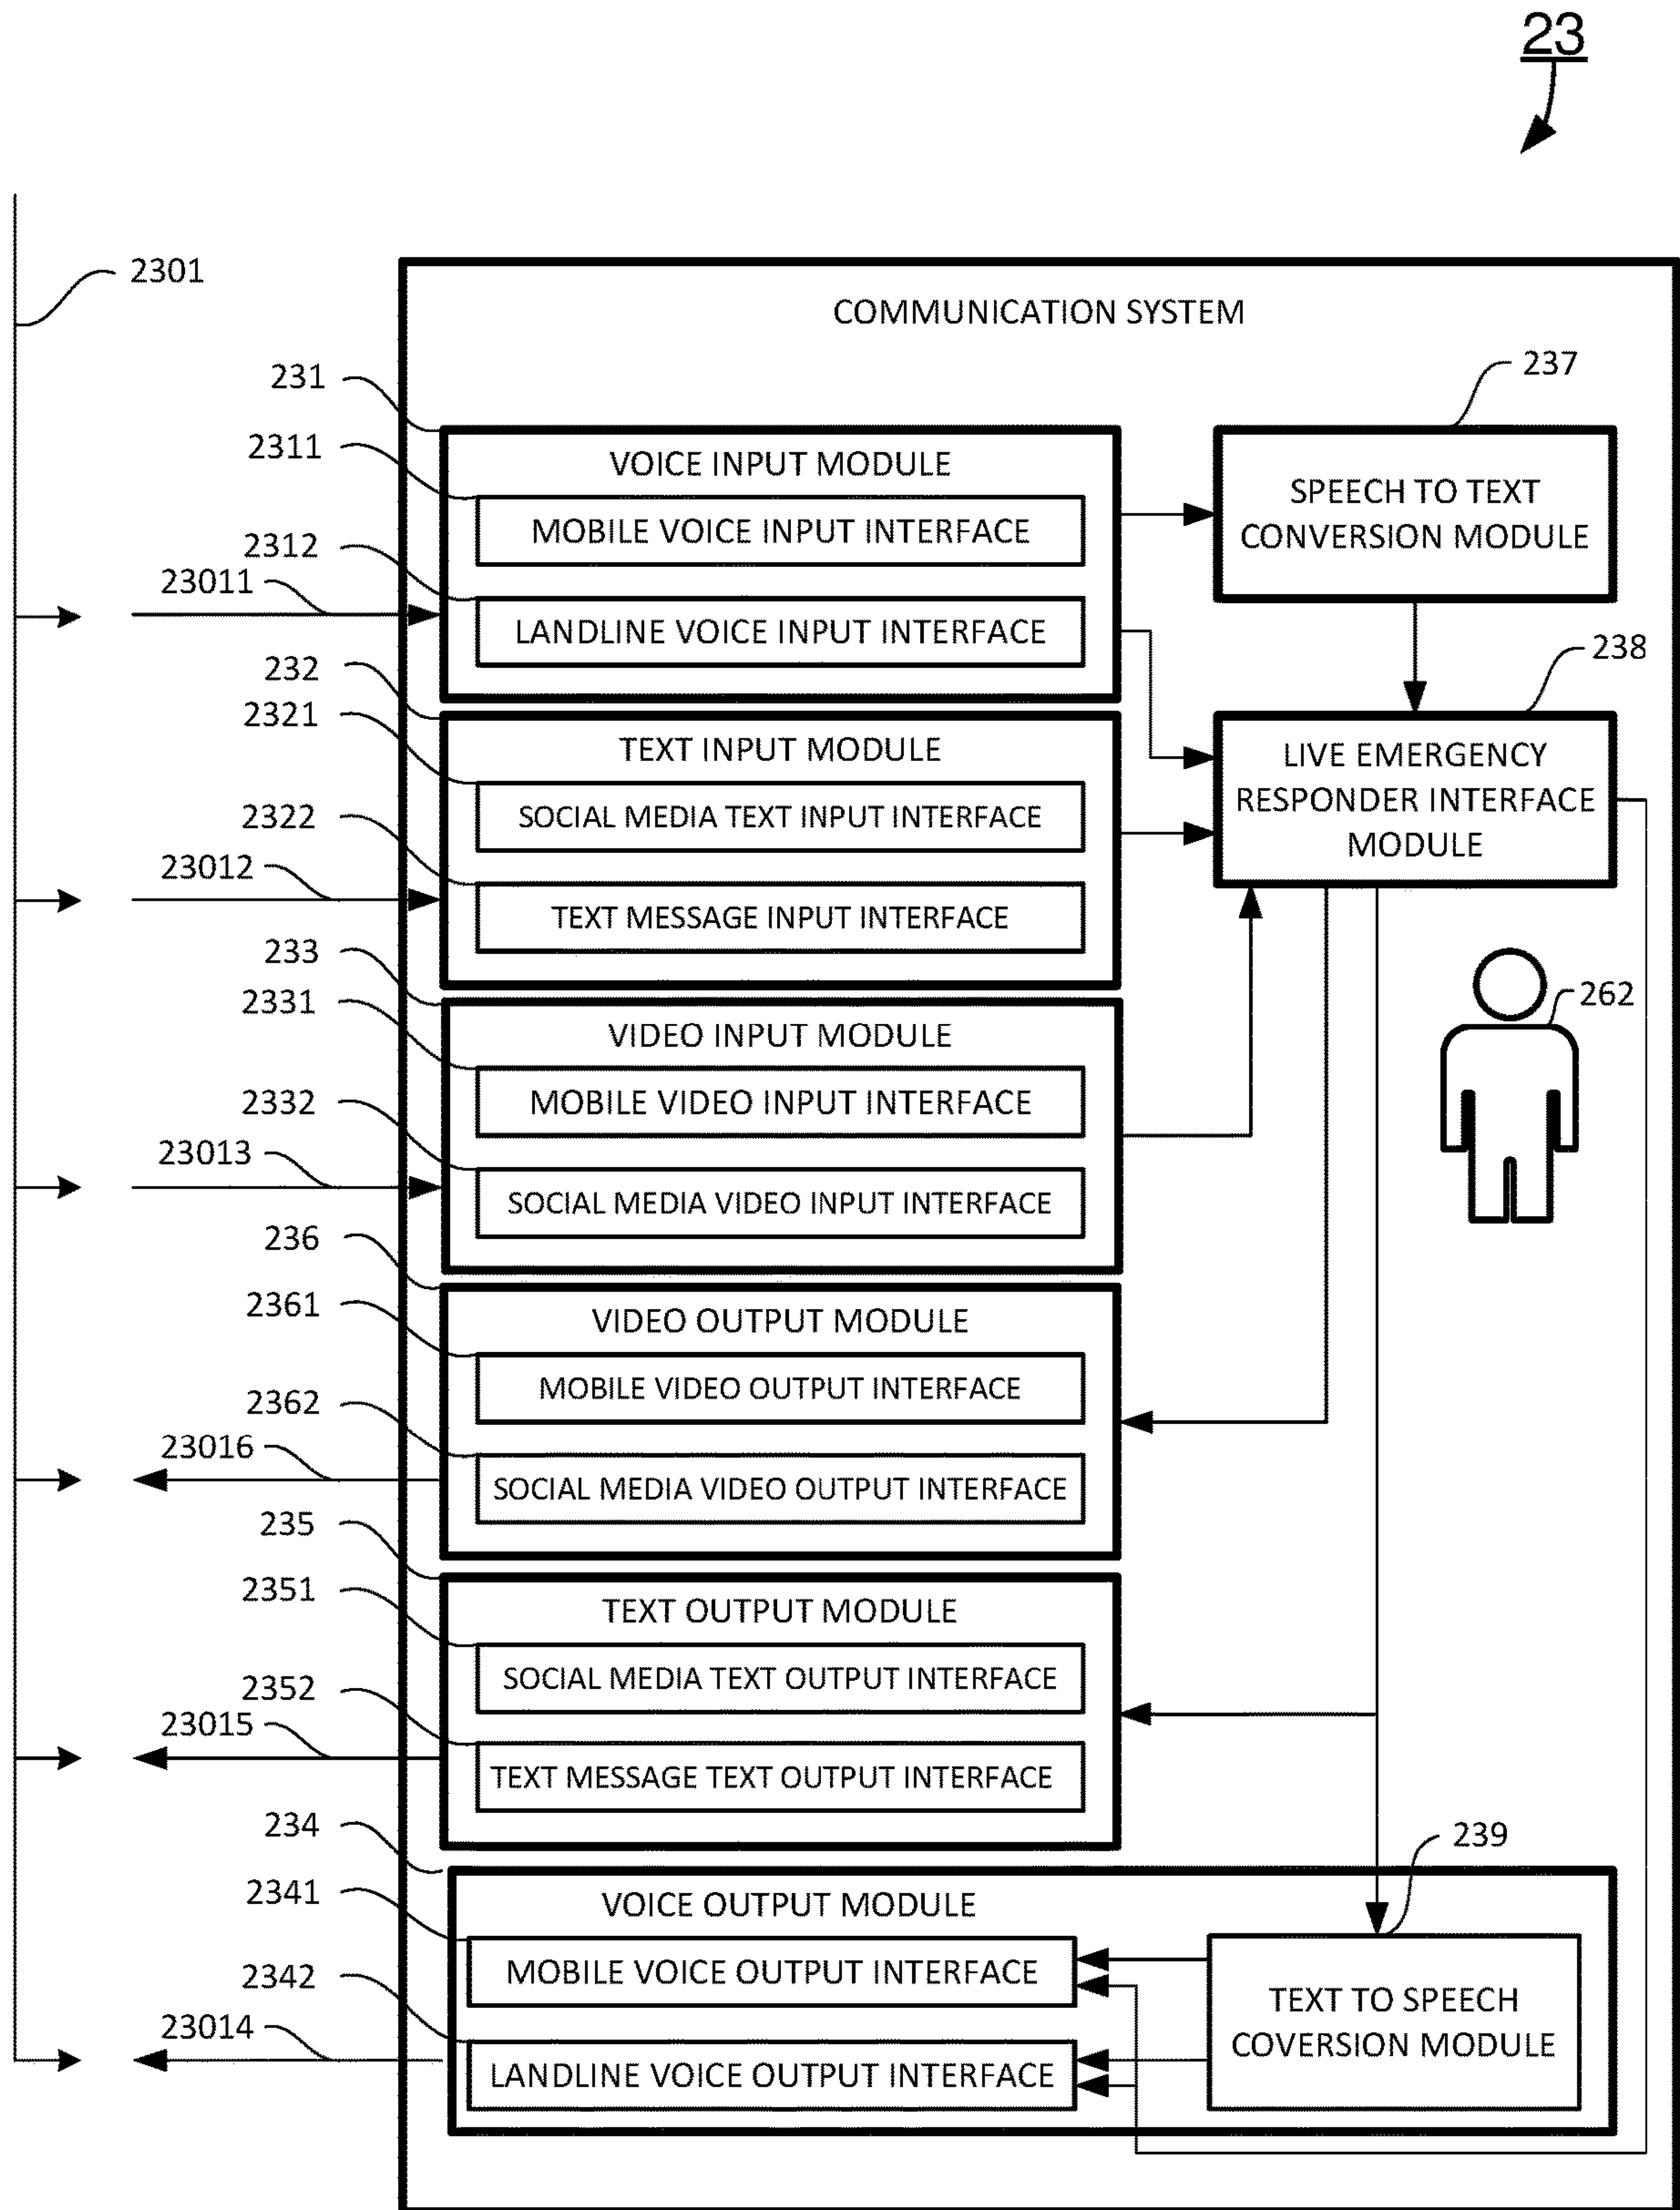 23
2301
COMMUNICATION SYSTEM
231
237
2311
VOICE INPUT MODULE
SPEECH TO TEXT
CONVERSION MODULE
MOBILE VOICE INPUT INTERFACE
2312
23011
LANDLINE VOICE INPUT INTERFACE
232
238
2321
TEXT INPUT MODULE
LIVE EMERGENCY
RESPONDER INTERFACE
MODULE
SOCIAL MEDIA TEXT INPUT INTERFACE
2322
23012
TEXT MESSAGE INPUT INTERFACE
233
262
2331
VIDEO INPUT MODULE
MOBILE VIDEO INPUT INTERFACE
2332
23013
SOCIAL MEDIA VIDEO INPUT INTERFACE
236
2361
VIDEO OUTPUT MODULE
MOBILE VIDEO OUTPUT INTERFACE
2362
23016
SOCIAL MEDIA VIDEO OUTPUT INTERFACE
235
2351
TEXT OUTPUT MODULE
SOCIAL MEDIA TEXT OUTPUT INTERFACE
2352
23015
TEXT MESSAGE TEXT OUTPUT INTERFACE
234
239
2341
VOICE OUTPUT MODULE
MOBILE VOICE OUTPUT INTERFACE
2342
TEXT TO SPEECH
COVERSION MODULE
23014
LANDLINE VOICE OUTPUT INTERFACE